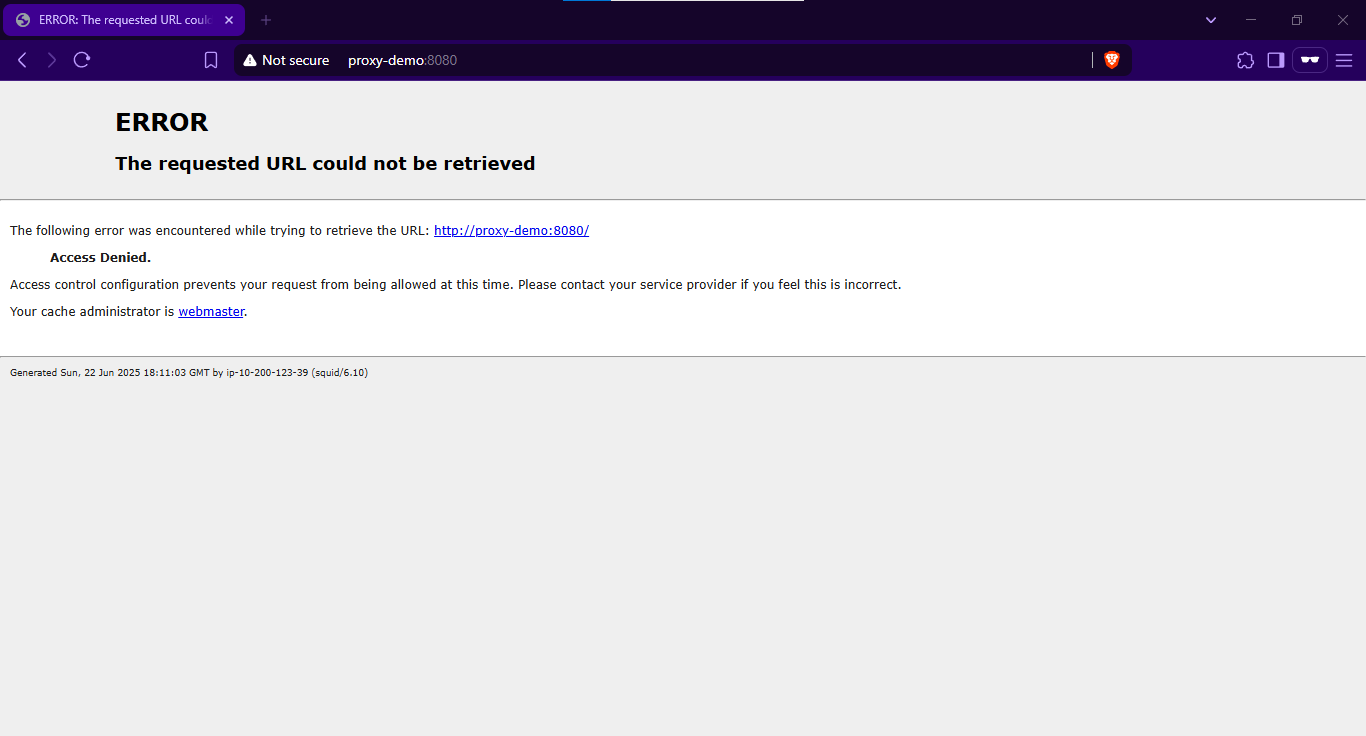 ERROR: The requested URL coul
Not secure proxy-demo:8080
ERROR
The requested URL could not be retrieved
The following error was encountered while trying to retrieve the URL: http://proxy-demo:8080/
Access Denied.
Access control configuration prevents your request from being allowed at this time. Please contact your service provider if you feel this is incorrect.
Your cache administrator is webmaster.
Generated Sun, 22 Jun 2025 18:11:03 GMT by ip-10-200-123-39 (squid/6.10)